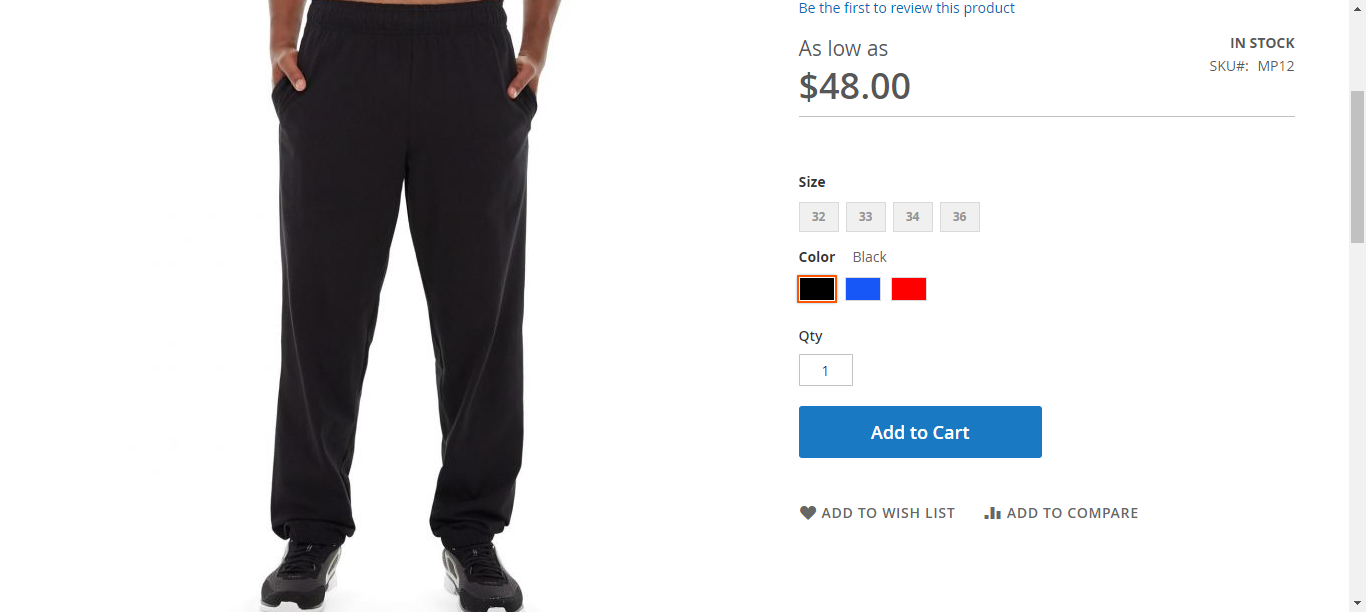 Be the first to review this product
As low as
$48.00
IN STOCK
SKU#: MP12
Size
32 33 34 36
Color Black
Qty
1
Add to Cart
ADD TO WISH LIST ADD TO COMPARE